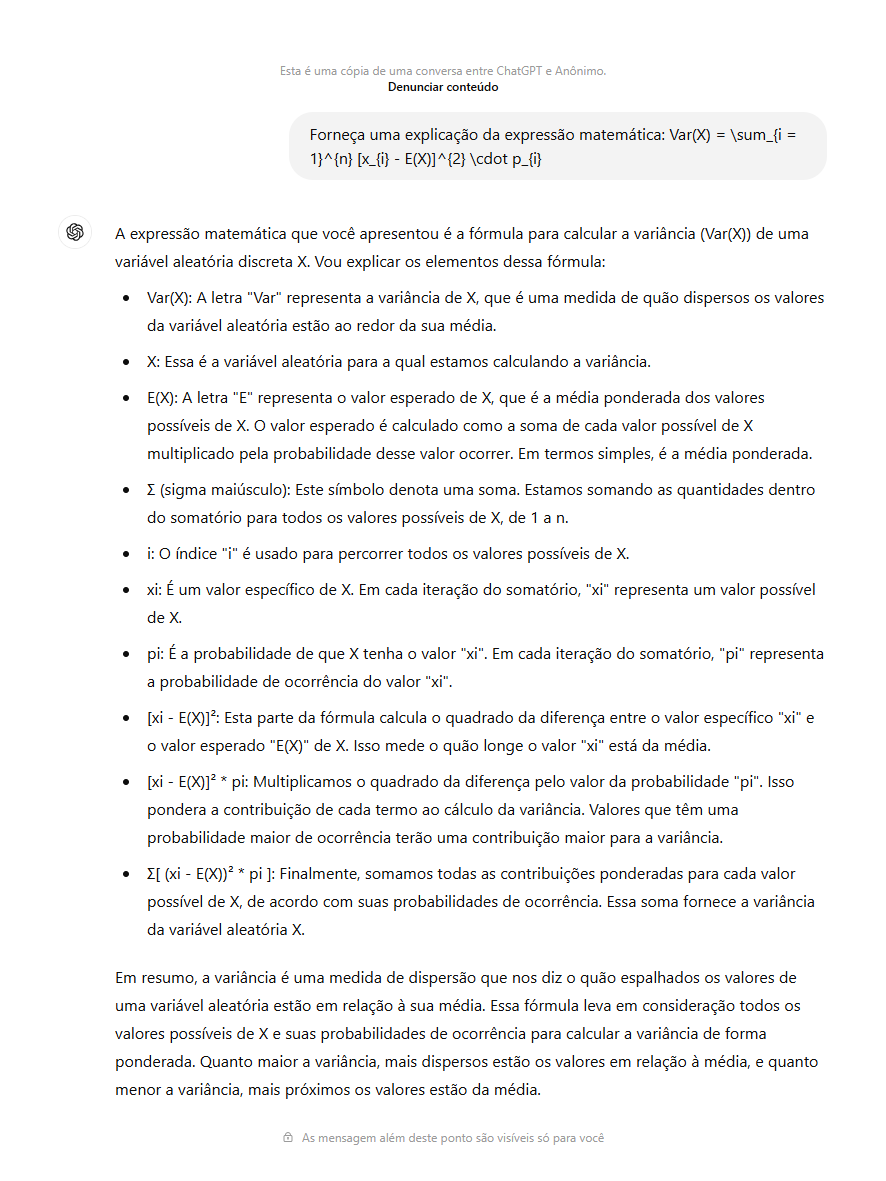 Esta é uma cópia de uma conversa entre ChatGPT e Anônimo.
Denunciar conteúdo
Forneça uma explicação da expressão matemática: Var(X) = \sum_{i =
1}^{n} [x_{i} - E(X)]^{2} \cdot p_{i}
A expressão matemática que você apresentou é a fórmula para calcular a variância (Var(X)) de uma
variável aleatória discreta X. Vou explicar os elementos dessa fórmula:
• Var(X): A letra "Var" representa a variância de X, que é uma medida de quão dispersos os valores
da variável aleatória estão ao redor da sua média.
• X: Essa é a variável aleatória para a qual estamos calculando a variância.
• E(X): A letra "E" representa o valor esperado de X, que é a média ponderada dos valores
possíveis de X. O valor esperado é calculado como a soma de cada valor possível de X
multiplicado pela probabilidade desse valor ocorrer. Em termos simples, é a média ponderada.
• Σ (sigma maiúsculo): Este símbolo denota uma soma. Estamos somando as quantidades dentro
do somatório para todos os valores possíveis de X, de 1 a n.
• i: O índice "i" é usado para percorrer todos os valores possíveis de X.
• xi: É um valor específico de X. Em cada iteração do somatório, "xi" representa um valor possível
de X.
• pi: É a probabilidade de que X tenha o valor "xi". Em cada iteração do somatório, "pi" representa
a probabilidade de ocorrência do valor "xi".
• [xi - E(X)]²: Esta parte da fórmula calcula o quadrado da diferença entre o valor específico "xi" e
o valor esperado "E(X)" de X. Isso mede o quão longe o valor "xi" está da média.
• [xi - E(X)]² * pi: Multiplicamos o quadrado da diferença pelo valor da probabilidade "pi". Isso
pondera a contribuição de cada termo ao cálculo da variância. Valores que têm uma
probabilidade maior de ocorrência terão uma contribuição maior para a variância.
• Σ[ (xi - E(X))² * pi ]: Finalmente, somamos todas as contribuições ponderadas para cada valor
possível de X, de acordo com suas probabilidades de ocorrência. Essa soma fornece a variância
da variável aleatória X.
Em resumo, a variância é uma medida de dispersão que nos diz o quão espalhados os valores de
uma variável aleatória estão em relação à sua média. Essa fórmula leva em consideração todos os
valores possíveis de X e suas probabilidades de ocorrência para calcular a variância de forma
ponderada. Quanto maior a variância, mais dispersos estão os valores em relação à média, e quanto
menor a variância, mais próximos os valores estão da média.
As mensagem além deste ponto são visíveis só para você